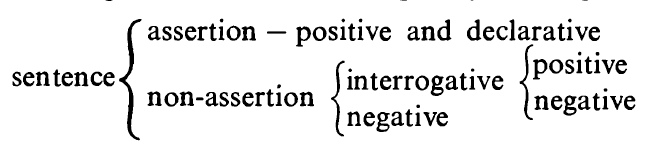 assertion – positive and declarative
sentence
non-assertion
interrogative
positive
negative
negative